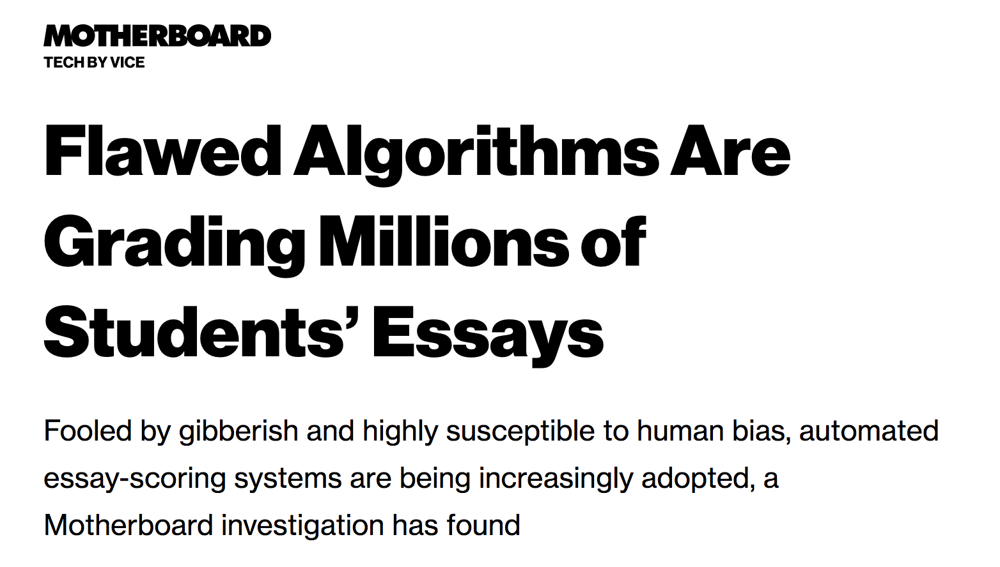 MOTHERBOARD
TECH BY VICE
Flawed Algorithms Are
Grading Millions of
Students’ Essays
Fooled by gibberish and highly susceptible to human bias, automated
essay-scoring systems are being increasingly adopted, a
Motherboard investigation has found